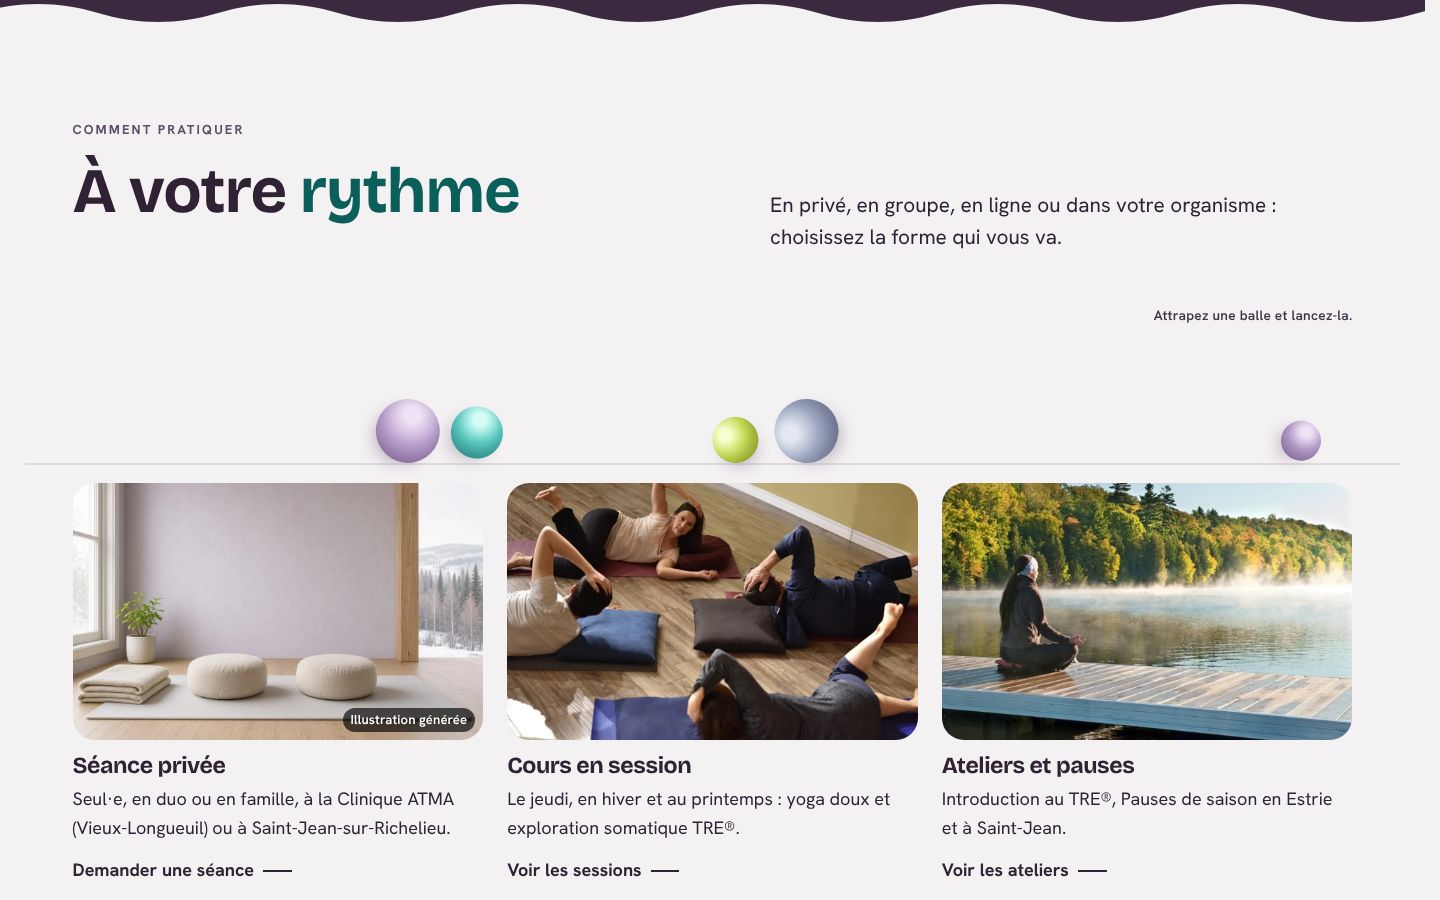 COMMENT PRATIQUER
À votre rythme
En privé, en groupe, en ligne ou dans votre organisme :
choisissez la forme qui vous va.
Attrapez une balle et lancez-la.
Illustration générée
Séance privée
Seul·e, en duo ou en famille, à la Clinique ATMA
(Vieux-Longueuil) ou à Saint-Jean-sur-Richelieu.
Demander une séance
Cours en session
Le jeudi, en hiver et au printemps : yoga doux et
exploration somatique TRE®.
Voir les sessions
Ateliers et pauses
Introduction au TRE®, Pauses de saison en Estrie
et à Saint-Jean.
Voir les ateliers